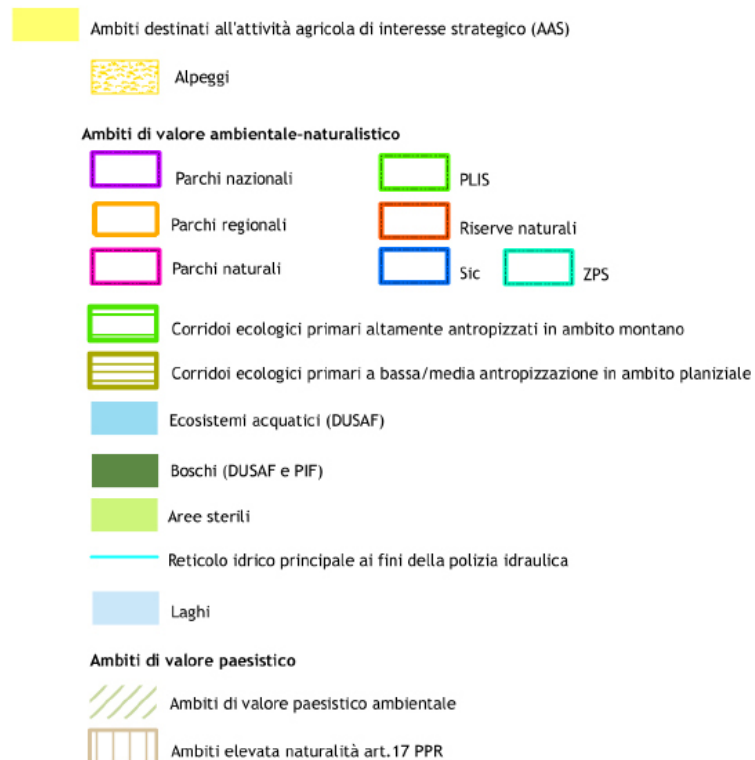 Ambiti destinati all'attività agricola di interesse strategico (AAS)
Alpeggi
Ambiti di valore ambientale-naturalistico
Parchi nazionali
PLIS
Parchi regionali
Riserve naturali
Parchi naturali
Sic
ZPS
Corridoi ecologici primari altamente antropizzati in ambito montano
Corridoi ecologici primari a bassa/media antropizzazione in ambito planiziale
Ecosistemi acquatici (DUSAF)
Boschi (DUSAF e PIF)
Aree sterili
Reticolo idrico principale ai fini della polizia idraulica
Laghi
Ambiti di valore paesistico
Ambiti di valore paesistico ambientale
Ambiti elevata naturalità art.17 PPR